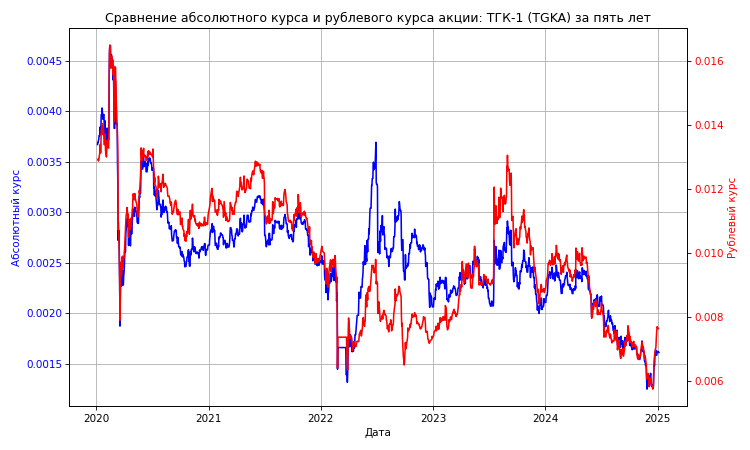 Сравнение абсолютного курса и рублевого курса акции: ТГК-1 (TGKA) за пять лет
0.0045
0.0040
0.0035
0.0030
0.0025
0.0020
0.0015
Абсолютный курс
0.016
0.014
0.012
0.010
0.008
0.006
Рублевый курс
2020 2021 2022 2023 2024 2025
Дата